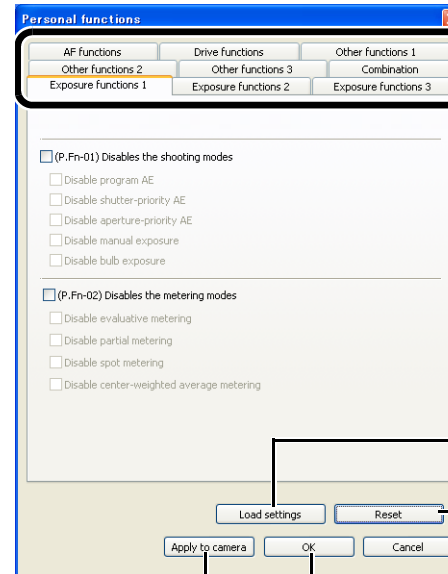 Personal functions
AF functions Drive functions Other functions 1
Other functions 2 Other functions 3 Combination
Exposure functions 1 Exposure functions 2 Exposure functions 3
(P.Fn-01) Disables the shooting modes
Disable program AE
Disable shutter-priority AE
Disable aperture-priority AE
Disable manual exposure
Disable bulb exposure
(P.Fn-02) Disables the metering modes
Disable evaluative metering
Disable partial metering
Disable spot metering
Disable center-weighted average metering
Load settings Reset
Apply to camera OK Cancel